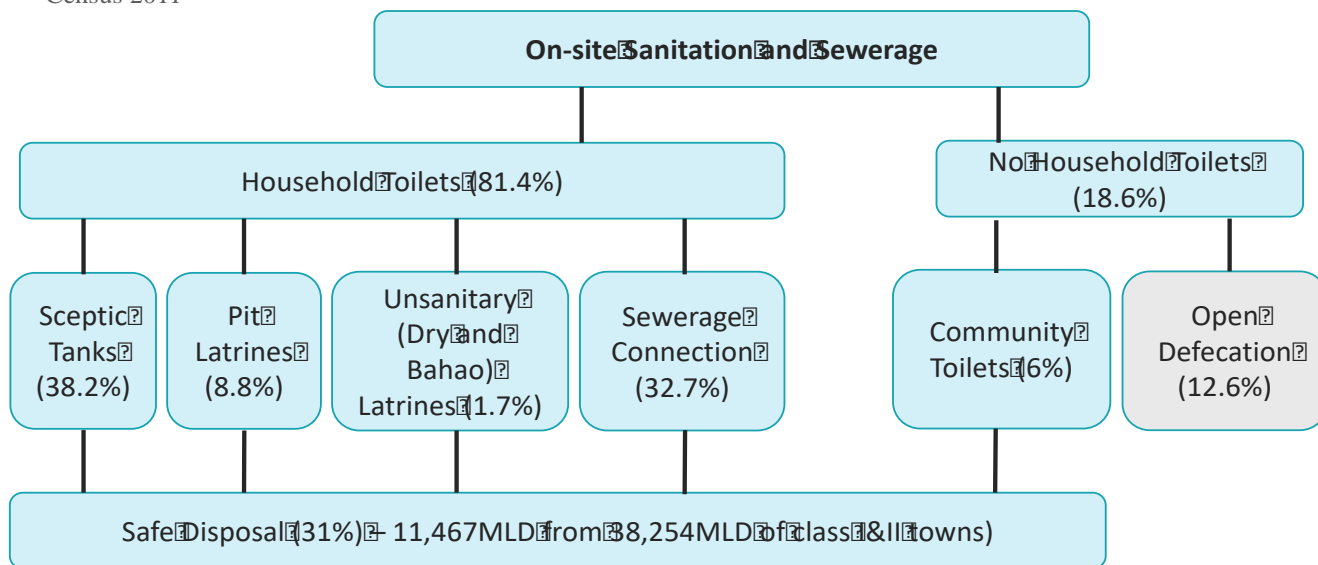 Census 2011
On-site Sanitation and Sewerage
Household Toilets (81.4%)
No Household Toilets
(18.6%)
Sceptic
Tanks
(38.2%)
Pit
Latrines
(8.8%)
Unsanitary
(Dry and
Bahao)
Latrines (1.7%)
Sewerage
Connection
(32.7%)
Community
Toilets (6%)
Open
Defecation
(12.6%)
Safe Disposal (31%) – 11,467MLD from 38,254MLD of class I &II towns)